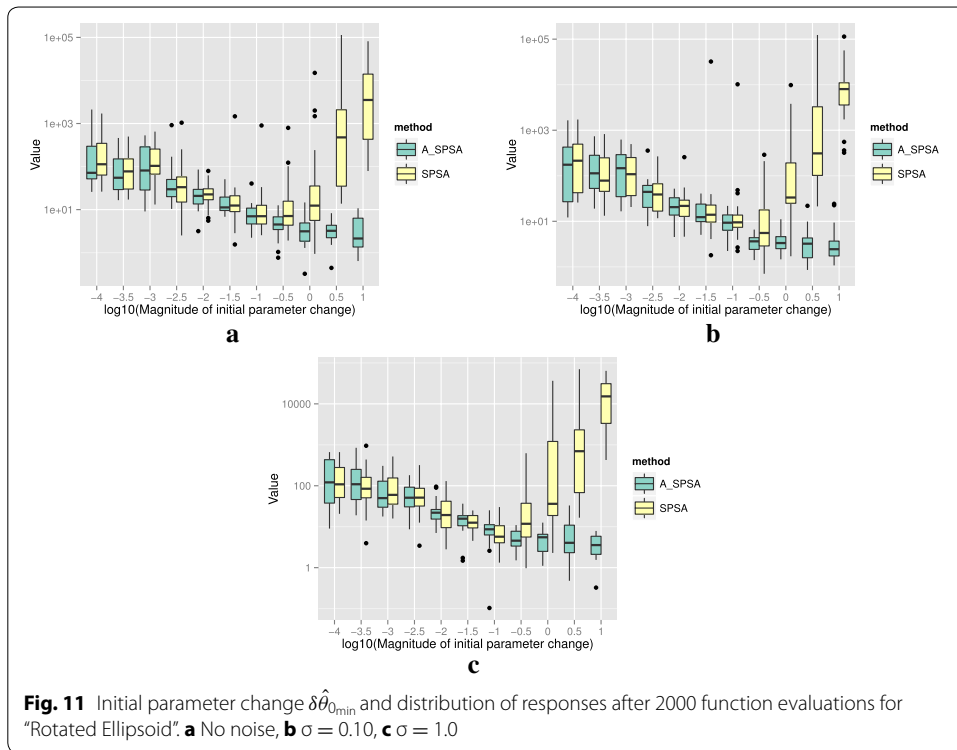 1e+05
1e+03
1e+01
Value
−4 −3.5 −3 −2.5 −2 −1.5 −1 −0.5 0 0.5 1
log10(Magnitude of initial parameter change)
method
A_SPSA
SPSA
a
1e+05
1e+03
1e+01
Value
−4 −3.5 −3 −2.5 −2 −1.5 −1 −0.5 0 0.5 1
log10(Magnitude of initial parameter change)
method
A_SPSA
SPSA
b
10000
100
1
Value
−4 −3.5 −3 −2.5 −2 −1.5 −1 −0.5 0 0.5 1
log10(Magnitude of initial parameter change)
method
A_SPSA
SPSA
c
Fig. 11 Initial parameter change δθ̂₀min and distribution of responses after 2000 function evaluations for
“Rotated Ellipsoid”. a No noise, b σ = 0.10, c σ = 1.0